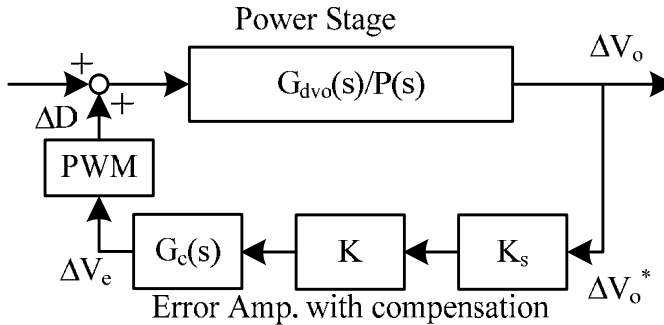 Power Stage
+
+
G_dvo(s)/P(s)
ΔV_o
ΔD
PWM
G_c(s)
K
K_s
ΔV_e
ΔV_o*
Error Amp. with compensation